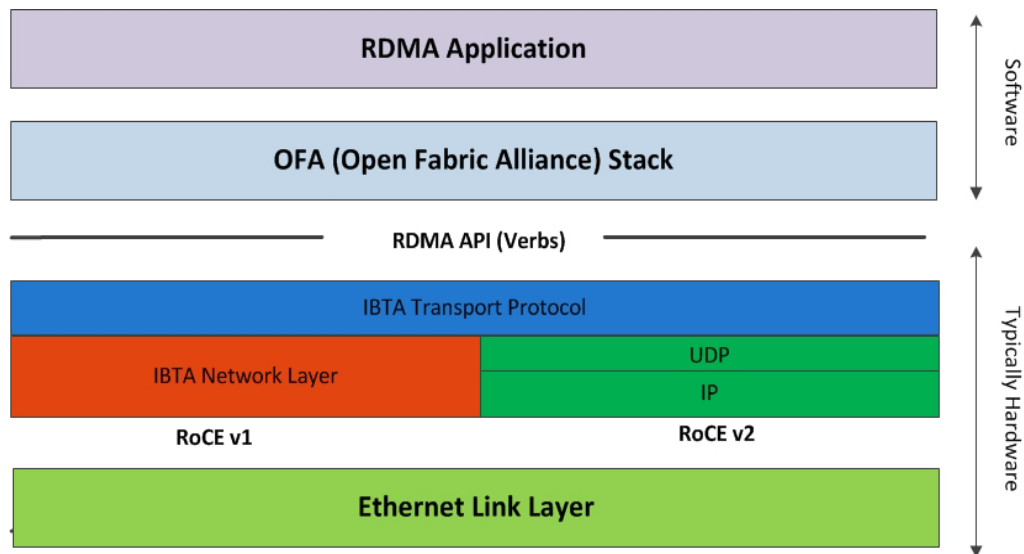 RDMA Application
OFA (Open Fabric Alliance) Stack
Software
RDMA API (Verbs)
IBTA Transport Protocol
IBTA Network Layer
UDP
IP
RoCE v1
RoCE v2
Typically Hardware
Ethernet Link Layer